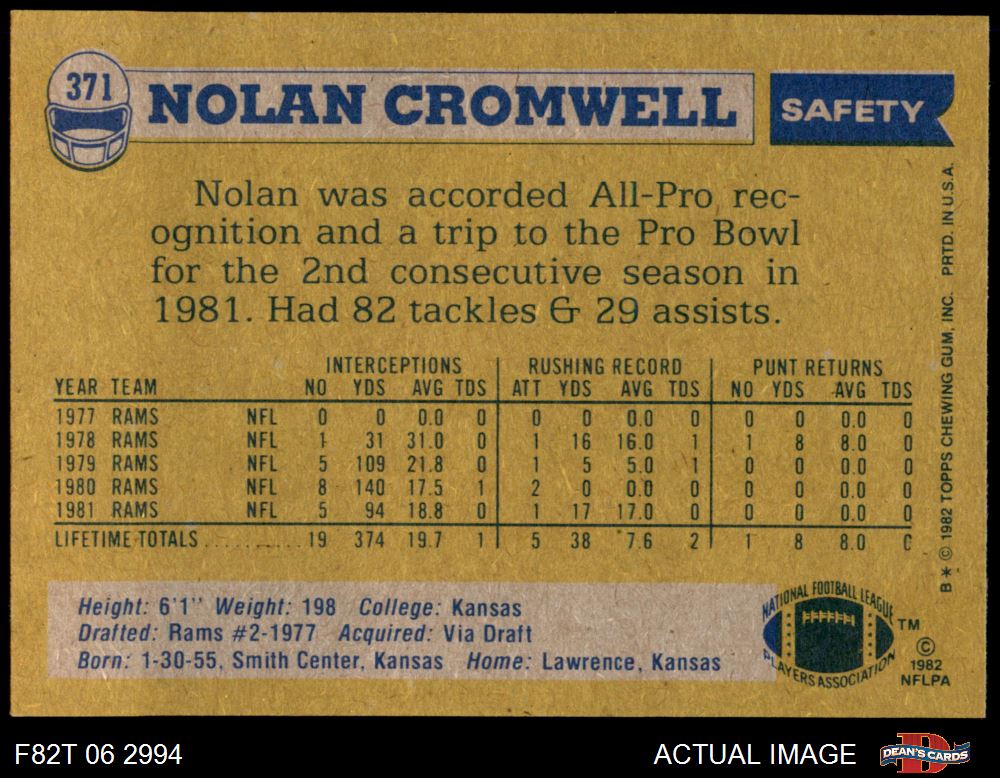 371
NOLAN CROMWELL
SAFETY
Nolan was accorded All-Pro rec-
ognition and a trip to the Pro Bowl
for the 2nd consecutive season in
1981. Had 82 tackles & 29 assists.
INTERCEPTIONS RUSHING RECORD PUNT RETURNS
YEAR TEAM NO YDS AVG TDS ATT YDS AVG TDS NO YDS AVG TDS
1977 RAMS NFL 0 0 0.0 0 0 0 0.0 0 0 0 0.0 0
1978 RAMS NFL 1 31 31.0 0 1 16 16.0 1 1 8 8.0 0
1979 RAMS NFL 5 109 21.8 0 1 5 5.0 1 0 0 0.0 0
1980 RAMS NFL 8 140 17.5 1 2 0 0.0 0 0 0 0.0 0
1981 RAMS NFL 5 94 18.8 0 1 17 17.0 0 0 0 0.0 0
LIFETIME TOTALS ............ 19 374 19.7 1 5 38 7.6 2 1 8 8.0 0
Height: 6'1" Weight: 198 College: Kansas
Drafted: Rams #2-1977 Acquired: Via Draft
Born: 1-30-55, Smith Center, Kansas Home: Lawrence, Kansas
NATIONAL FOOTBALL LEAGUE
PLAYERS ASSOCIATION
TM
©
1982
NFLPA
B * © 1982 TOPPS CHEWING GUM, INC. PRTD. IN U.S.A.
F82T 06 2994
ACTUAL IMAGE
DEAN'S CARDS